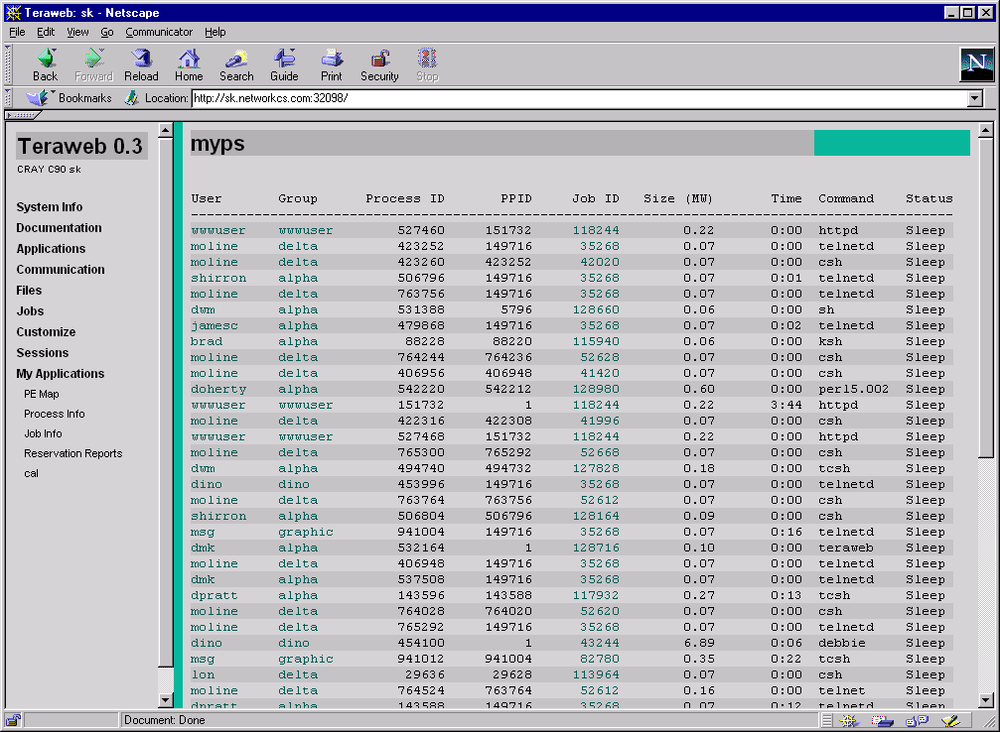 Teraweb: sk - Netscape
File Edit View Go Communicator Help
Back Forward Reload Home Search Guide Print Security Stop
N
Bookmarks Location: http://sk.networkcs.com:32098/
Teraweb 0.3
CRAY C90 sk
System Info
Documentation
Applications
Communication
Files
Jobs
Customize
Sessions
My Applications
PE Map
Process Info
Job Info
Reservation Reports
cal
myps
User Group Process ID PPID Job ID Size (MW) Time Command Status
------------------------------------------------------------------------------------------------
wwwuser wwwuser 527460 151732 118244 0.22 0:00 httpd Sleep
moline delta 423252 149716 35268 0.07 0:00 telnetd Sleep
moline delta 423260 423252 42020 0.07 0:00 csh Sleep
shirron alpha 506796 149716 35268 0.07 0:01 telnetd Sleep
moline delta 763756 149716 35268 0.07 0:00 telnetd Sleep
dwm alpha 531388 5796 128660 0.06 0:00 sh Sleep
jamesc alpha 479868 149716 35268 0.07 0:02 telnetd Sleep
brad alpha 88228 88220 115940 0.06 0:00 ksh Sleep
moline delta 764244 764236 52628 0.07 0:00 csh Sleep
moline delta 406956 406948 41420 0.07 0:00 csh Sleep
doherty alpha 542220 542212 128980 0.60 0:00 perl5.002 Sleep
wwwuser wwwuser 151732 1 118244 0.22 3:44 httpd Sleep
moline delta 422316 422308 41996 0.07 0:00 csh Sleep
wwwuser wwwuser 527468 151732 118244 0.22 0:00 httpd Sleep
moline delta 765300 765292 52668 0.07 0:00 csh Sleep
dwm alpha 494740 494732 127828 0.18 0:00 tcsh Sleep
dino dino 453996 149716 35268 0.07 0:00 telnetd Sleep
moline delta 763764 763756 52612 0.07 0:00 csh Sleep
shirron alpha 506804 506796 128164 0.09 0:00 csh Sleep
msg graphic 941004 149716 35268 0.07 0:16 telnetd Sleep
dmk alpha 532164 1 128716 0.10 0:00 teraweb Sleep
moline delta 406948 149716 35268 0.07 0:00 telnetd Sleep
dmk alpha 537508 149716 35268 0.07 0:00 telnetd Sleep
dpratt alpha 143596 143588 117932 0.27 0:13 tcsh Sleep
moline delta 764028 764020 52620 0.07 0:00 csh Sleep
moline delta 765292 149716 35268 0.07 0:00 telnetd Sleep
dino dino 454100 1 43244 6.89 0:06 debbie Sleep
msg graphic 941012 941004 82780 0.35 0:22 tcsh Sleep
lon delta 29636 29628 113964 0.07 0:00 csh Sleep
moline delta 764524 763764 52612 0.16 0:00 telnet Sleep
dpratt alpha 143588 149716 35268 0.07 0:12 telnetd Sleep
Document: Done